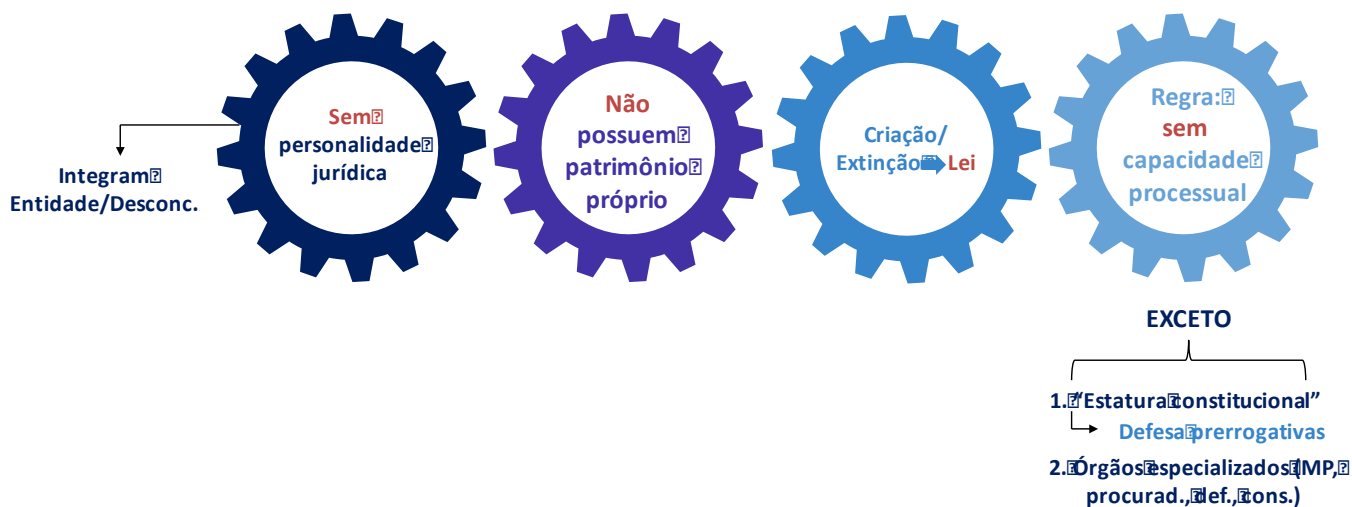 Sem
personalidade
jurídica
Integram
Entidade/Desconc.
Não
possuem
patrimônio
próprio
Criação/
Extinção Lei
Regra:
sem
capacidade
processual
EXCETO
1. “Estatura constitucional”
Defesa prerrogativas
2. Órgãos especializados (MP,
procurad., def., cons.)